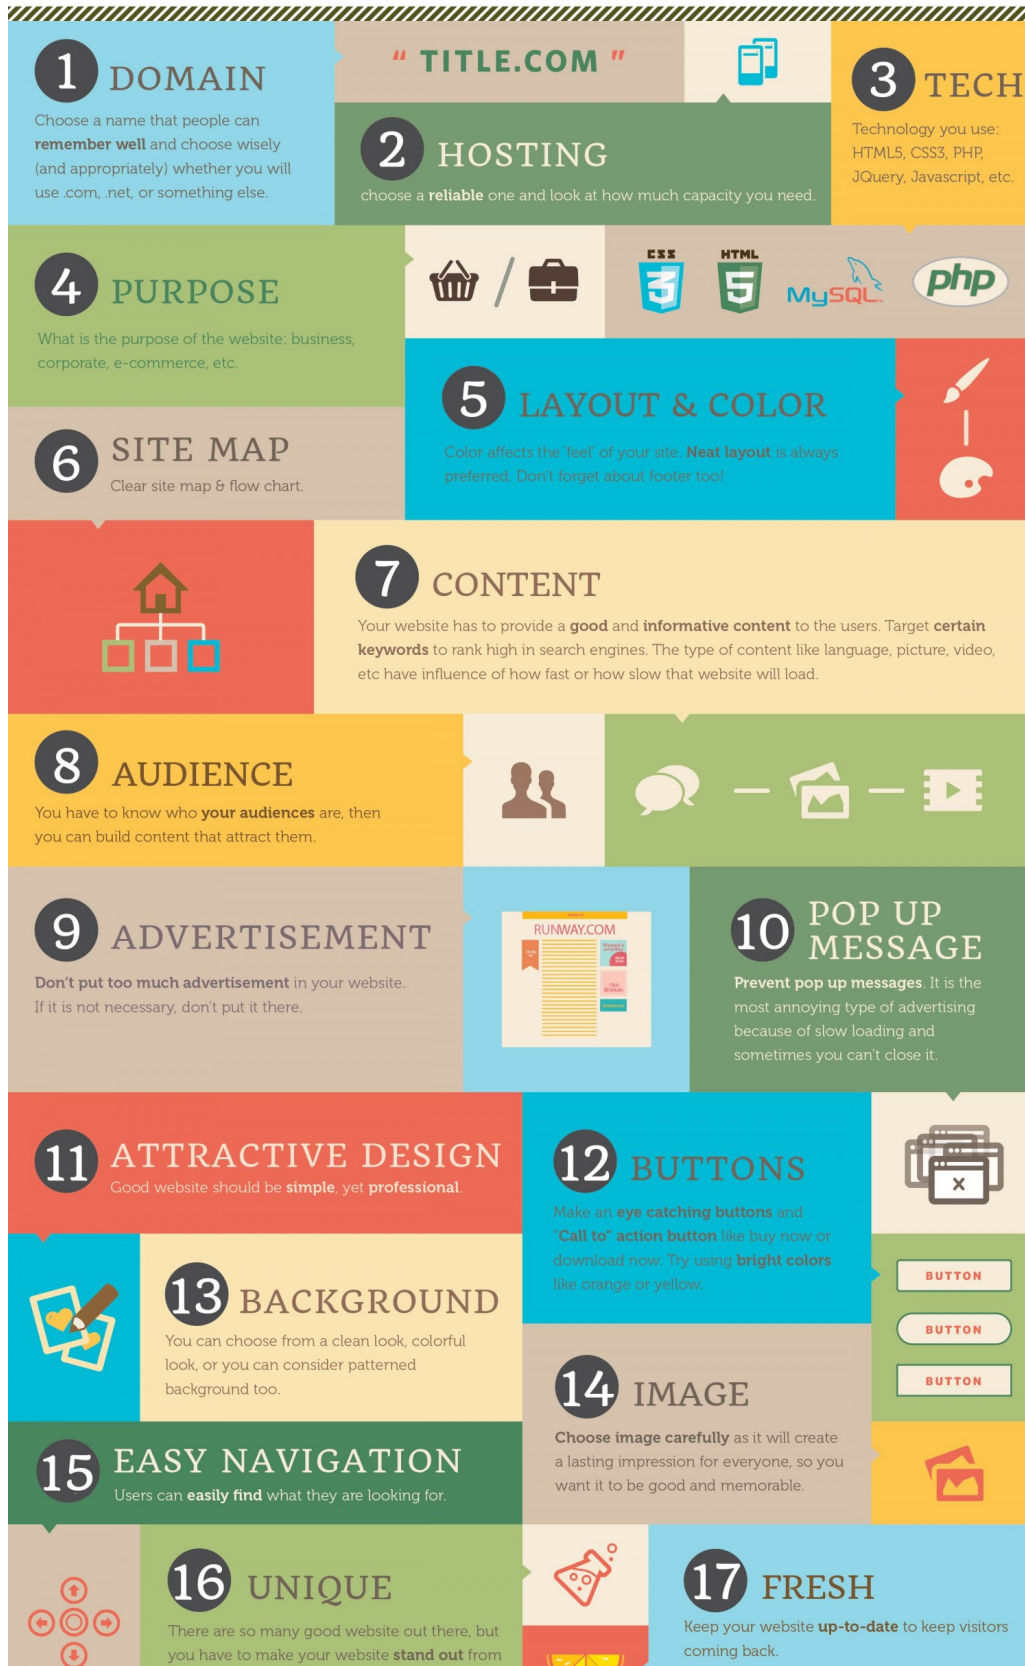 1 DOMAIN
Choose a name that people can
remember well and choose wisely
(and appropriately) whether you will
use .com, .net, or something else.
“ TITLE.COM ”
2 HOSTING
choose a reliable one and look at how much capacity you need.
3 TECH
Technology you use:
HTML5, CSS3, PHP,
JQuery, Javascript, etc.
4 PURPOSE
What is the purpose of the website: business,
corporate, e-commerce, etc.
CSS
3
HTML
5
MySQL
php
5 LAYOUT & COLOR
Color affects the 'feel' of your site. Neat layout is always
preferred. Don't forget about footer too!
6 SITE MAP
Clear site map & flow chart.
7 CONTENT
Your website has to provide a good and informative content to the users. Target certain
keywords to rank high in search engines. The type of content like language, picture, video,
etc have influence of how fast or how slow that website will load.
8 AUDIENCE
You have to know who your audiences are, then
you can build content that attract them.
9 ADVERTISEMENT
Don't put too much advertisement in your website.
If it is not necessary, don't put it there.
RUNWAY.COM
10 POP UP
MESSAGE
Prevent pop up messages. It is the
most annoying type of advertising
because of slow loading and
sometimes you can't close it.
11 ATTRACTIVE DESIGN
Good website should be simple, yet professional.
12 BUTTONS
Make an eye catching buttons and
"Call to" action button like buy now or
download now. Try using bright colors
like orange or yellow.
X
BUTTON
BUTTON
BUTTON
13 BACKGROUND
You can choose from a clean look, colorful
look, or you can consider patterned
background too.
14 IMAGE
Choose image carefully as it will create
a lasting impression for everyone, so you
want it to be good and memorable.
15 EASY NAVIGATION
Users can easily find what they are looking for.
16 UNIQUE
There are so many good website out there, but
you have to make your website stand out from
17 FRESH
Keep your website up-to-date to keep visitors
coming back.